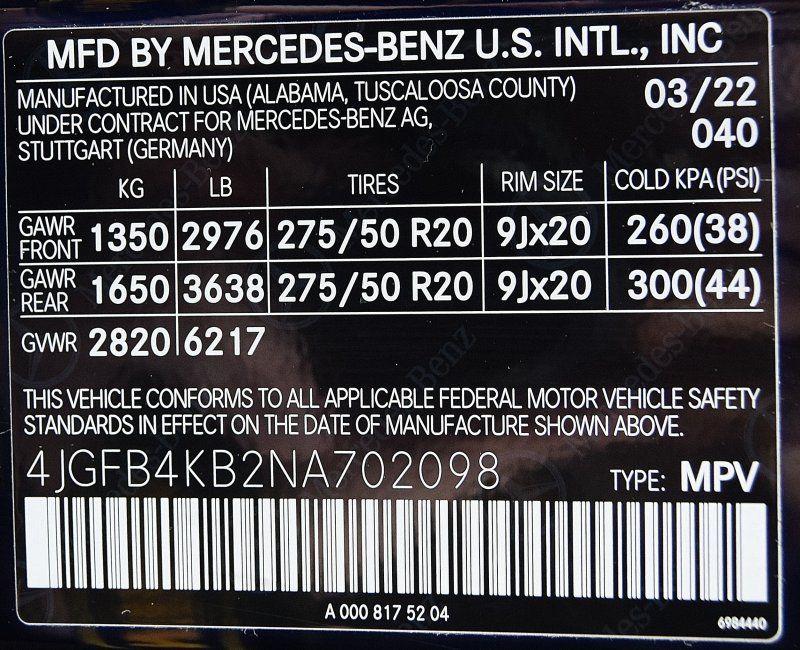 MFD BY MERCEDES-BENZ U.S. INTL., INC
MANUFACTURED IN USA (ALABAMA, TUSCALOOSA COUNTY) 03/22
UNDER CONTRACT FOR MERCEDES-BENZ AG, 040
STUTTGART (GERMANY)
KG LB TIRES RIM SIZE COLD KPA (PSI)
GAWR FRONT 1350 2976 275/50 R20 9Jx20 260(38)
GAWR REAR 1650 3638 275/50 R20 9Jx20 300(44)
GVWR 2820 6217
THIS VEHICLE CONFORMS TO ALL APPLICABLE FEDERAL MOTOR VEHICLE SAFETY
STANDARDS IN EFFECT ON THE DATE OF MANUFACTURE SHOWN ABOVE.
4JGFB4KB2NA702098 TYPE: MPV
A 000 817 52 04
6984440